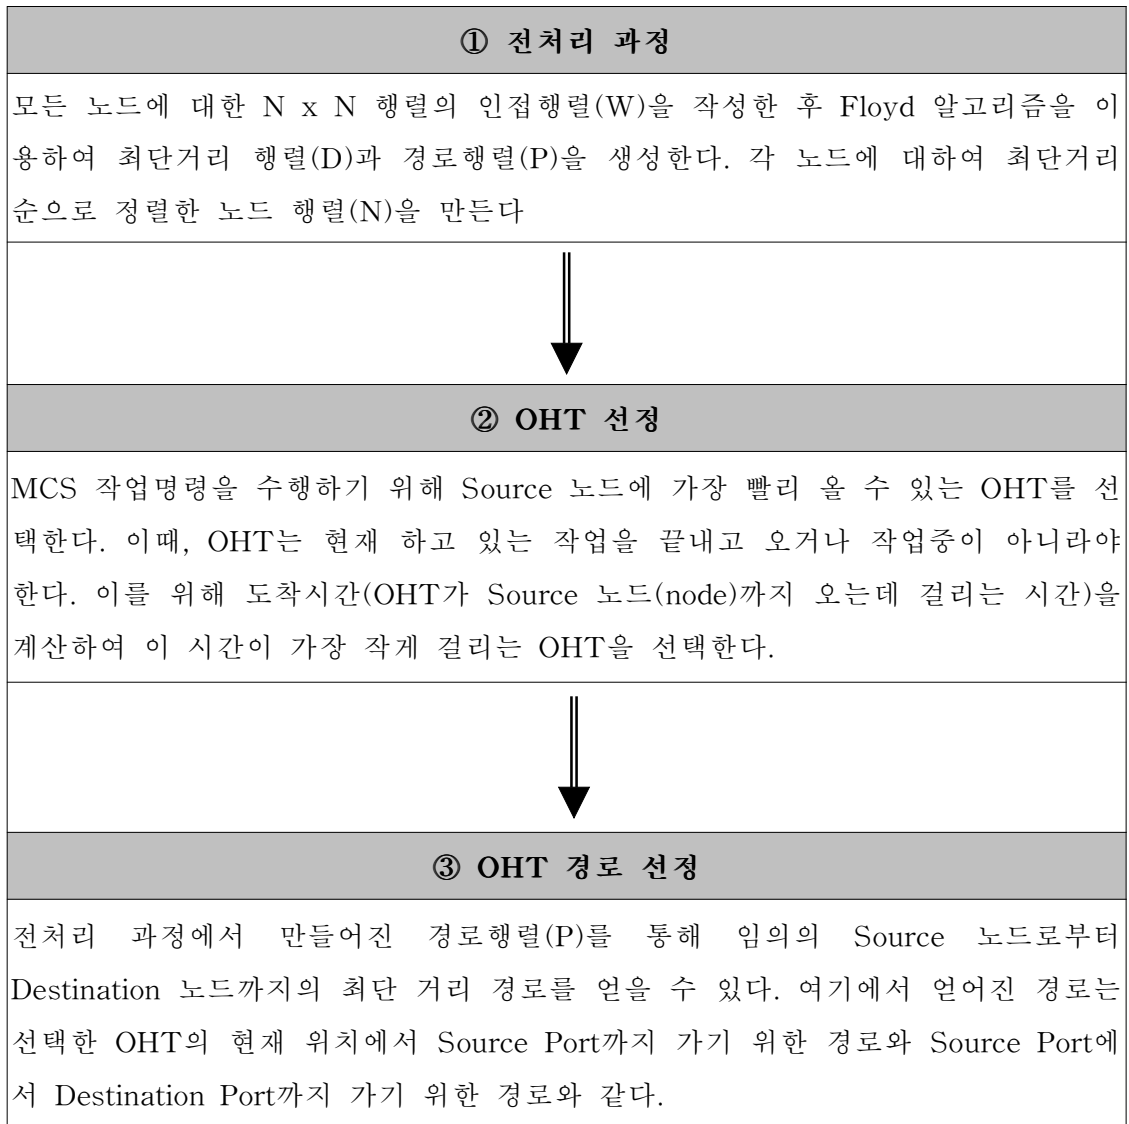 ① 전처리 과정
모든 노드에 대한 N x N 행렬의 인접행렬(W)을 작성한 후 Floyd 알고리즘을 이
용하여 최단거리 행렬(D)과 경로행렬(P)을 생성한다. 각 노드에 대하여 최단거리
순으로 정렬한 노드 행렬(N)을 만든다
② OHT 선정
MCS 작업명령을 수행하기 위해 Source 노드에 가장 빨리 올 수 있는 OHT를 선
택한다. 이때, OHT는 현재 하고 있는 작업을 끝내고 오거나 작업중이 아니라야
한다. 이를 위해 도착시간(OHT가 Source 노드(node)까지 오는데 걸리는 시간)을
계산하여 이 시간이 가장 작게 걸리는 OHT을 선택한다.
③ OHT 경로 선정
전처리 과정에서 만들어진 경로행렬(P)를 통해 임의의 Source 노드로부터
Destination 노드까지의 최단 거리 경로를 얻을 수 있다. 여기에서 얻어진 경로는
선택한 OHT의 현재 위치에서 Source Port까지 가기 위한 경로와 Source Port에
서 Destination Port까지 가기 위한 경로와 같다.